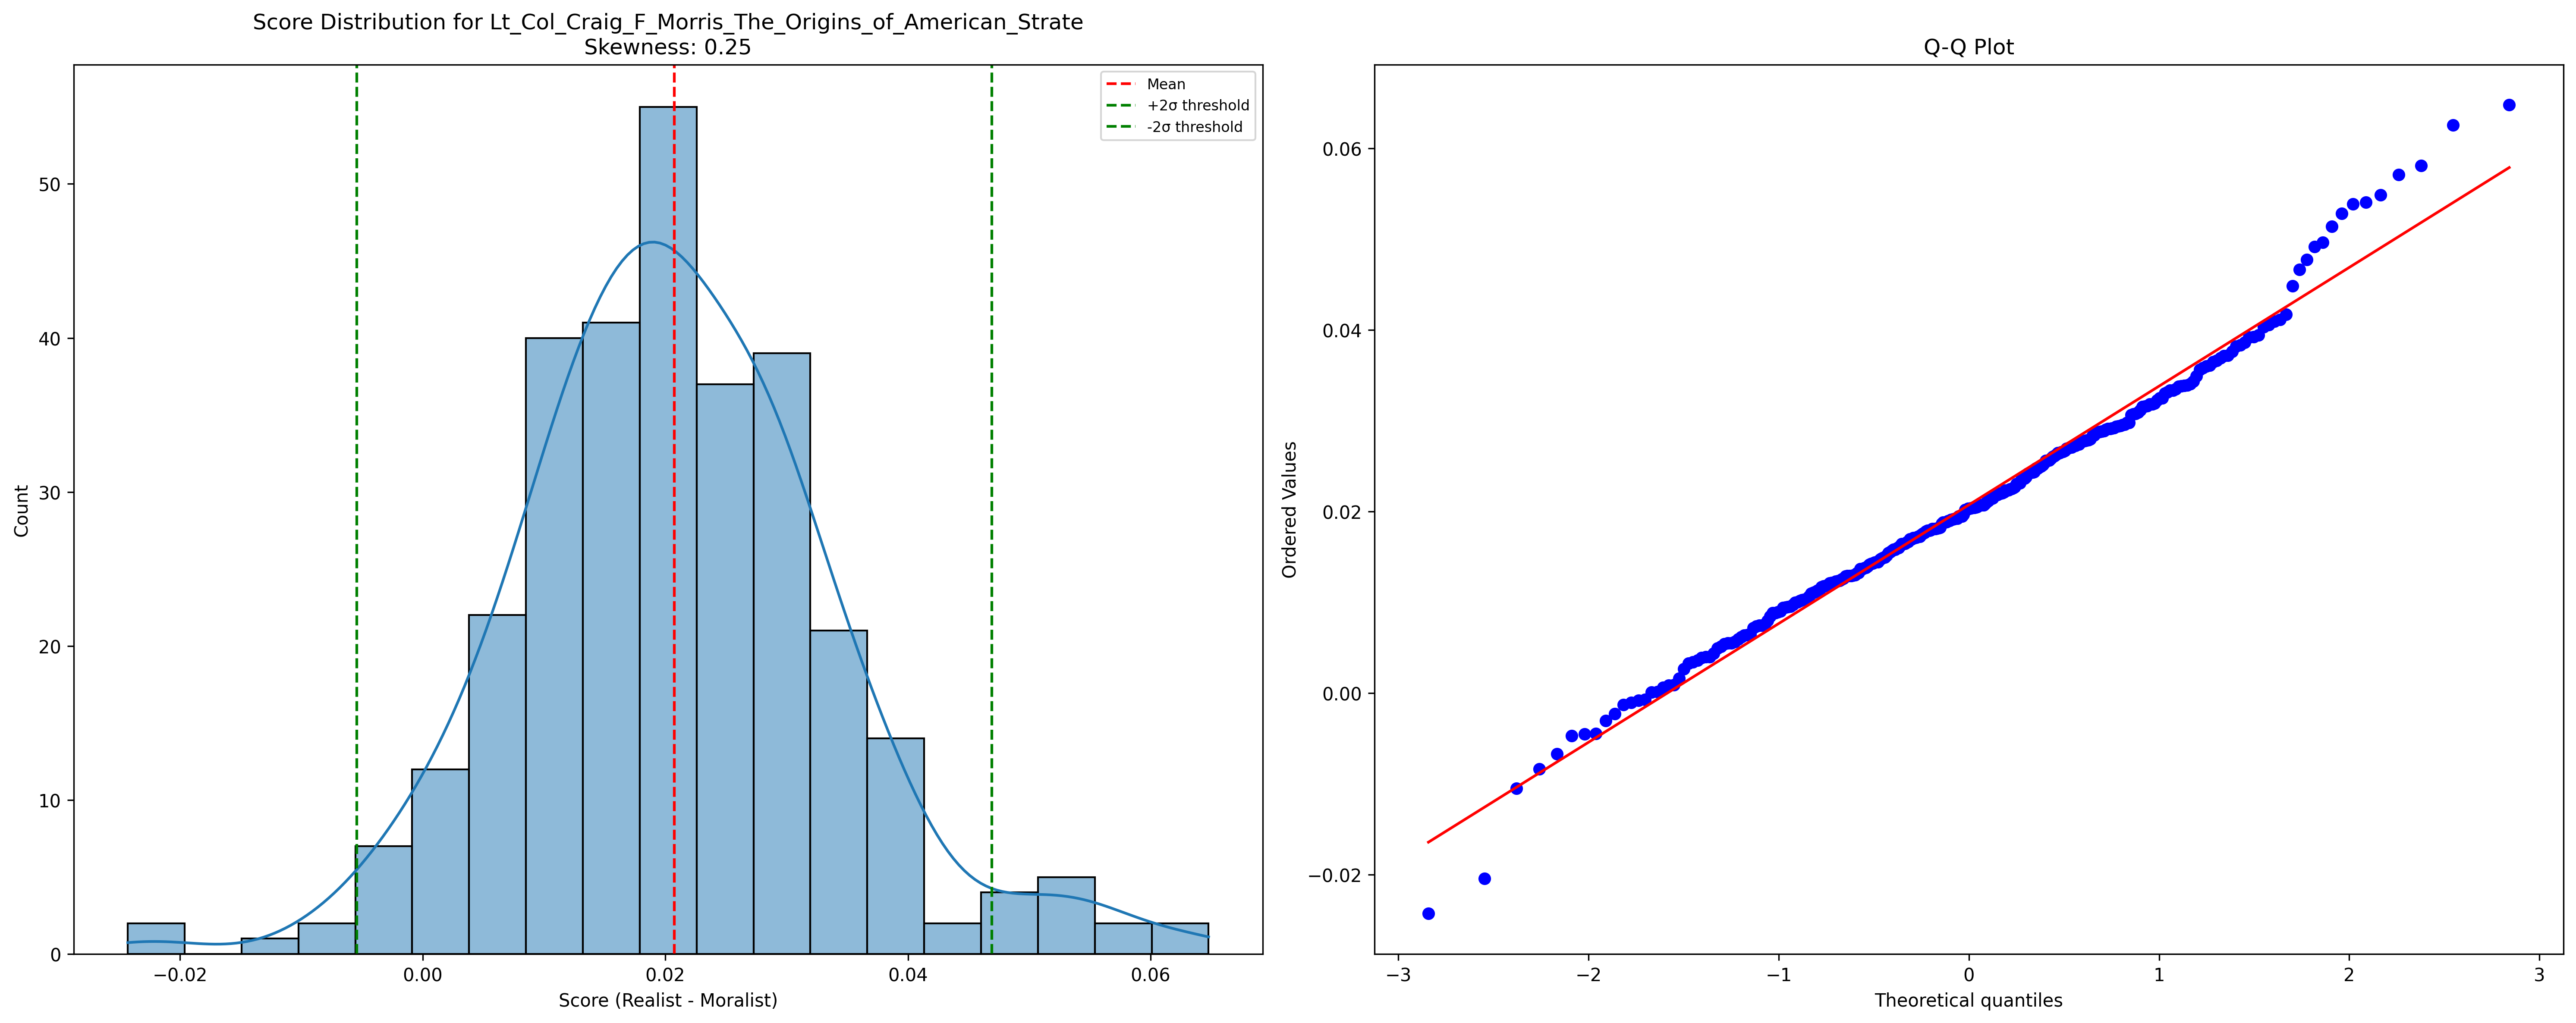 Score Distribution for Lt_Col_Craig_F_Morris_The_Origins_of_American_Strate
Skewness: 0.25
Mean
+2σ threshold
-2σ threshold
50
40
30
20
10
0
Count
−0.02
0.00
0.02
0.04
0.06
Score (Realist - Moralist)
Q-Q Plot
0.06
0.04
0.02
0.00
−0.02
Ordered Values
−3
−2
−1
0
1
2
3
Theoretical quantiles